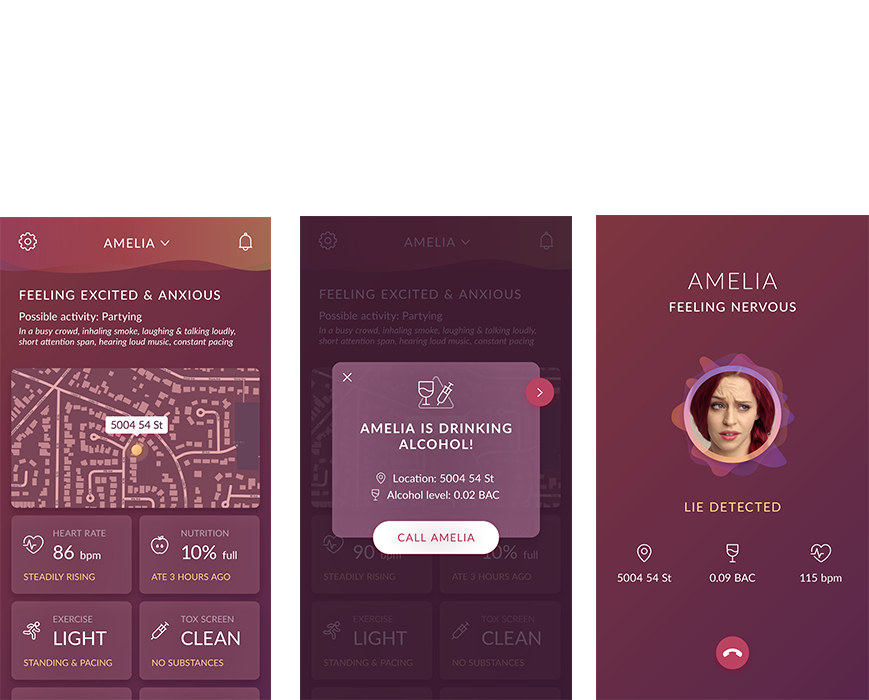 AMELIA
FEELING EXCITED & ANXIOUS
Possible activity: Partying
In a busy crowd, inhaling smoke, laughing & talking loudly,
short attention span, hearing loud music, constant pacing
5004 54 St
HEART RATE
86 bpm
STEADILY RISING
NUTRITION
10% full
ATE 3 HOURS AGO
EXERCISE
LIGHT
STANDING & PACING
TOX SCREEN
CLEAN
NO SUBSTANCES
AMELIA
FEELING EXCITED & ANXIOUS
Possible activity: Partying
In a busy crowd, inhaling smoke, laughing & talking loudly,
short attention span, hearing loud music, constant pacing
AMELIA IS DRINKING
ALCOHOL!
Location: 5004 54 St
Alcohol level: 0.02 BAC
CALL AMELIA
90 bpm
STEADILY RISING
10% full
ATE 3 HOURS AGO
EXERCISE
LIGHT
STANDING & PACING
TOX SCREEN
CLEAN
NO SUBSTANCES
AMELIA
FEELING NERVOUS
LIE DETECTED
5004 54 St
0.09 BAC
115 bpm